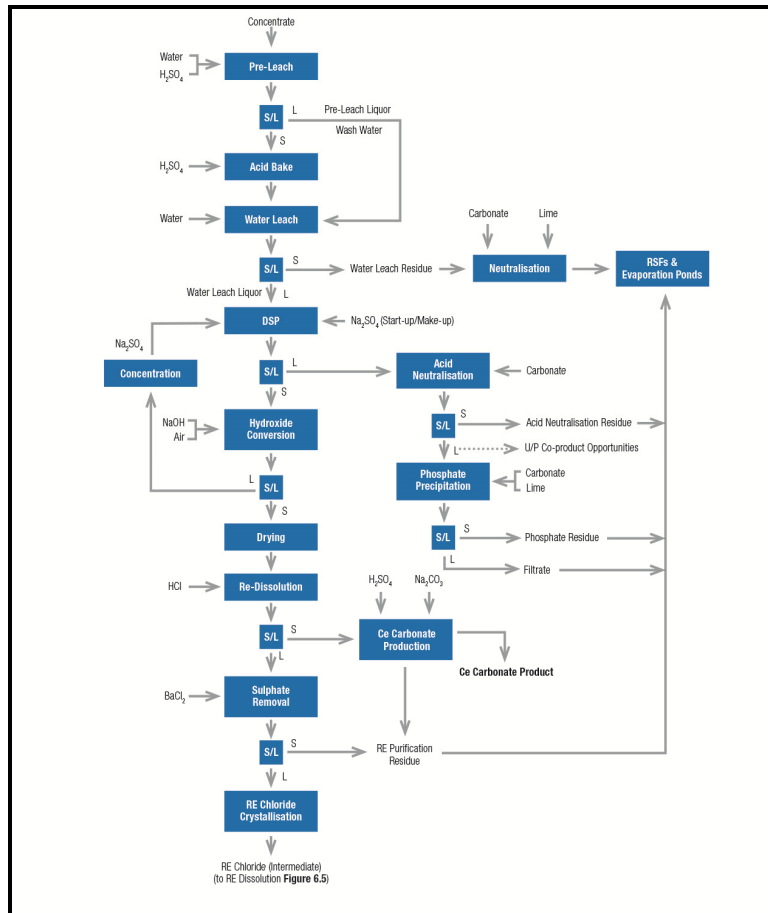 Concentrate
Water
H₂SO₄
Pre-Leach
S/L
L
Pre-Leach Liquor
Wash Water
S
H₂SO₄
Acid Bake
Water
Water Leach
Carbonate
Lime
S/L
S
Water Leach Residue
Neutralisation
RSFs &
Evaporation Ponds
Water Leach Liquor
L
DSP
Na₂SO₄ (Start-up/Make-up)
Na₂SO₄
Concentration
S/L
L
Acid
Neutralisation
Carbonate
S
NaOH
Air
Hydroxide
Conversion
S/L
S
Acid Neutralisation Residue
L
U/P Co-product Opportunities
L
S/L
Phosphate
Precipitation
Carbonate
Lime
S
Drying
S/L
S
Phosphate Residue
L
Filtrate
HCl
Re-Dissolution
H₂SO₄
Na₂CO₃
S/L
S
Ce Carbonate
Production
L
Ce Carbonate Product
BaCl₂
Sulphate
Removal
S/L
S
RE Purification
Residue
L
RE Chloride
Crystallisation
RE Chloride (Intermediate)
(to RE Dissolution Figure 6.5)